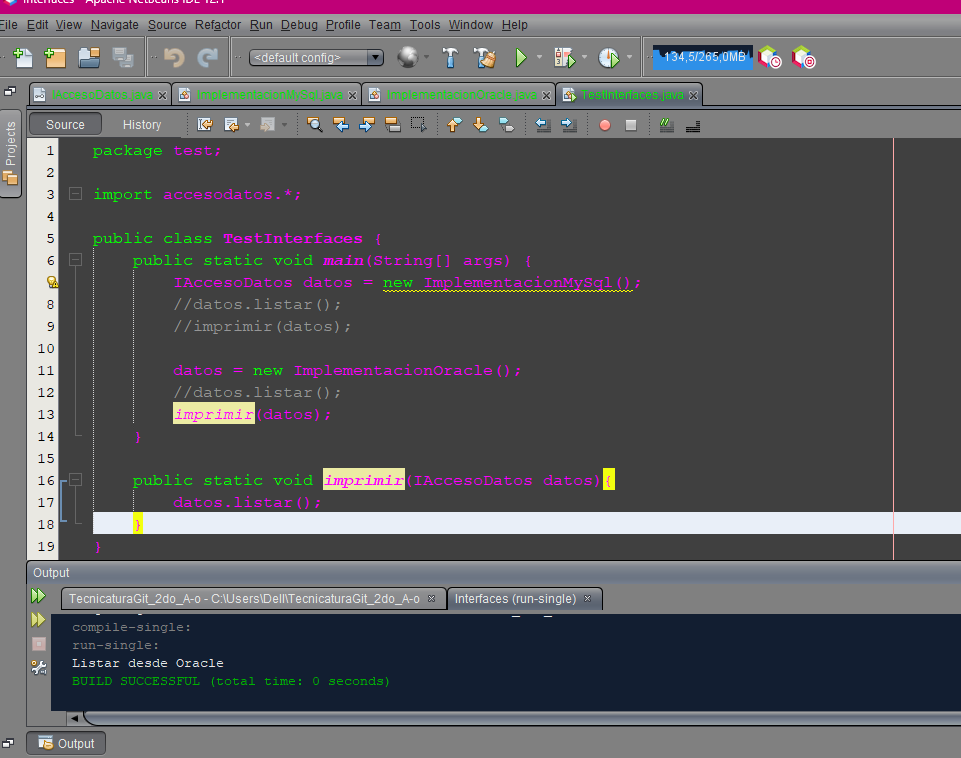 Interfaces - Apache NetBeans IDE 12.1
File Edit View Navigate Source Refactor Run Debug Profile Team Tools Window Help
<default config>
134,5/265,0MB
IAccesoDatos.java
ImplementacionMySql.java
ImplementacionOracle.java
TestInterfaces.java
Projects
Source History
1 package test;
2
3 import accesodatos.*;
4
5 public class TestInterfaces {
6 public static void main(String[] args) {
IAccesoDatos datos = new ImplementacionMySql();
8 //datos.listar();
9 //imprimir(datos);
10
11 datos = new ImplementacionOracle();
12 //datos.listar();
13 imprimir(datos);
14 }
15
16 public static void imprimir(IAccesoDatos datos){
17 datos.listar();
18 }
19 }
Output
TecnicaturaGit_2do_A-o - C:\Users\Dell\TecnicaturaGit_2do_A-o
Interfaces (run-single)
compile-single:
run-single:
Listar desde Oracle
BUILD SUCCESSFUL (total time: 0 seconds)
Output